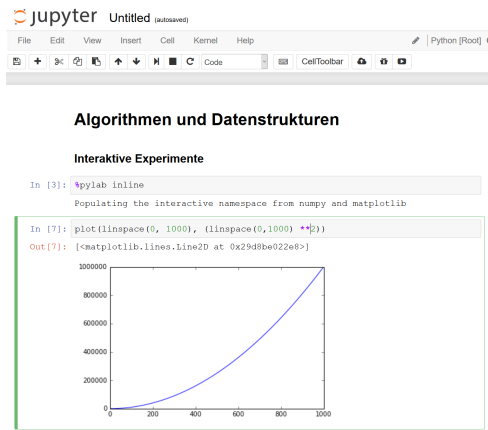 jupyter Untitled (autosaved)
File Edit View Insert Cell Kernel Help Python [Root]
Code CellToolbar
Algorithmen und Datenstrukturen
Interaktive Experimente
In [3]: %pylab inline
Populating the interactive namespace from numpy and matplotlib
In [7]: plot(linspace(0, 1000), (linspace(0,1000) **2))
Out[7]: [<matplotlib.lines.Line2D at 0x29d8be022e8>]
1000000
800000
600000
400000
200000
0
0 200 400 600 800 1000